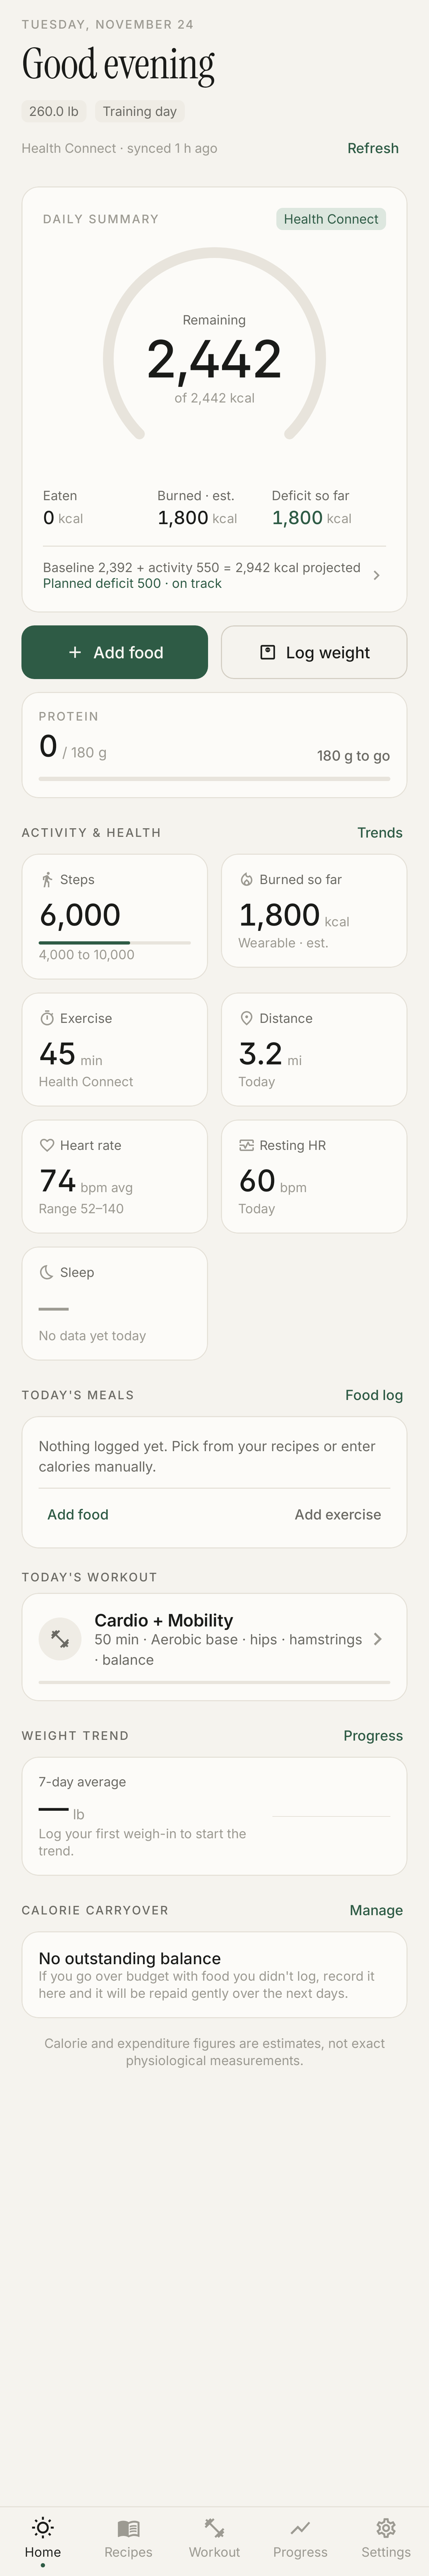 TUESDAY, NOVEMBER 24
Good evening
260.0 lb
Training day
Health Connect · synced 1 h ago
Refresh
DAILY SUMMARY
Health Connect
Remaining
2,442
of 2,442 kcal
Eaten
0 kcal
Burned · est.
1,800 kcal
Deficit so far
1,800 kcal
Baseline 2,392 + activity 550 = 2,942 kcal projected
Planned deficit 500 · on track
Add food
Log weight
PROTEIN
0 / 180 g
180 g to go
ACTIVITY & HEALTH
Trends
Steps
6,000
4,000 to 10,000
Burned so far
1,800 kcal
Wearable · est.
Exercise
45 min
Health Connect
Distance
3.2 mi
Today
Heart rate
74 bpm avg
Range 52–140
Resting HR
60 bpm
Today
Sleep
—
No data yet today
TODAY'S MEALS
Food log
Nothing logged yet. Pick from your recipes or enter
calories manually.
Add food
Add exercise
TODAY'S WORKOUT
Cardio + Mobility
50 min · Aerobic base · hips · hamstrings
· balance
WEIGHT TREND
Progress
7-day average
— lb
Log your first weigh-in to start the
trend.
CALORIE CARRYOVER
Manage
No outstanding balance
If you go over budget with food you didn't log, record it
here and it will be repaid gently over the next days.
Calorie and expenditure figures are estimates, not exact
physiological measurements.
Home
Recipes
Workout
Progress
Settings